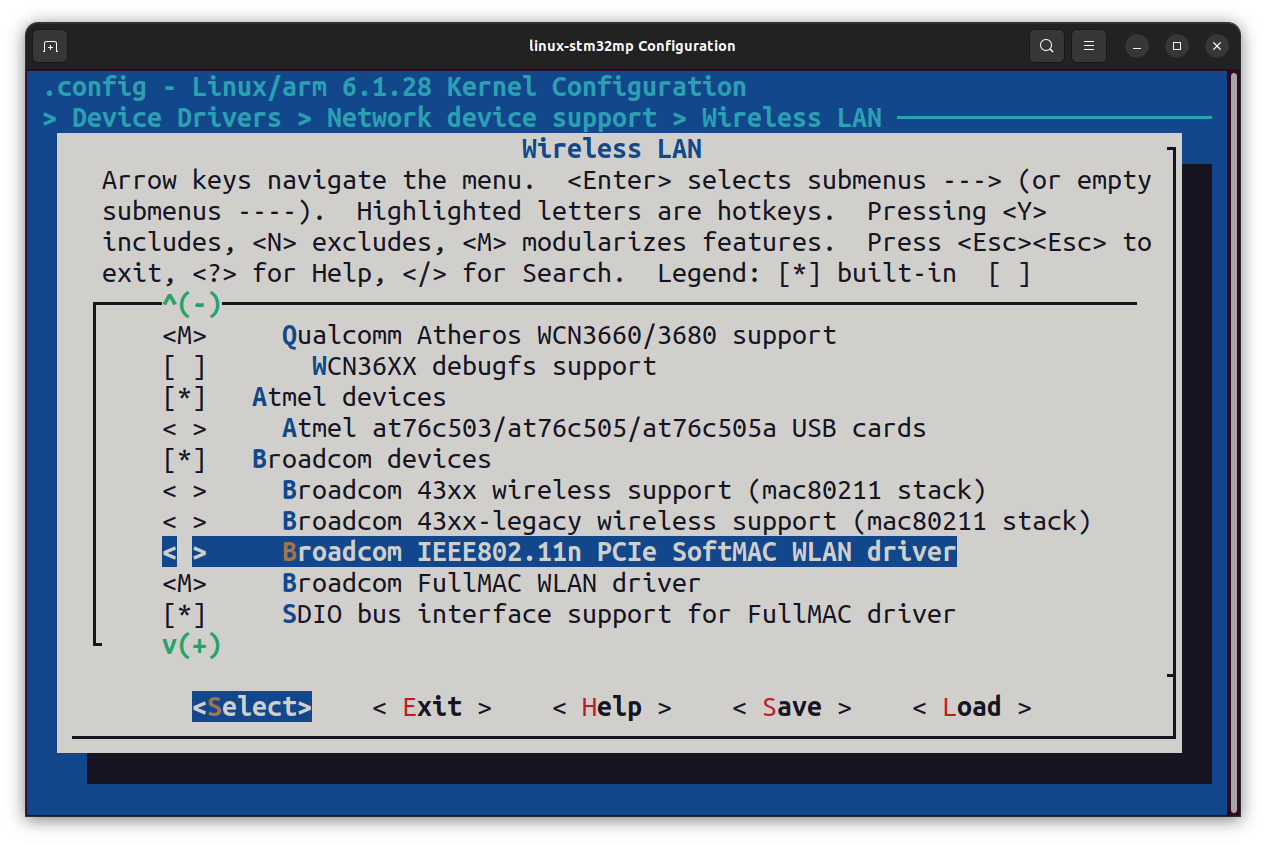 linux-stm32mp Configuration
.config - Linux/arm 6.1.28 Kernel Configuration
> Device Drivers > Network device support > Wireless LAN
Wireless LAN
Arrow keys navigate the menu.  <Enter> selects submenus ---> (or empty
submenus ----).  Highlighted letters are hotkeys.  Pressing <Y>
includes, <N> excludes, <M> modularizes features.  Press <Esc><Esc> to
exit, <?> for Help, </> for Search.  Legend: [*] built-in  [ ]
^(-)
<M>     Qualcomm Atheros WCN3660/3680 support
[ ]       WCN36XX debugfs support
[*]   Atmel devices
< >     Atmel at76c503/at76c505/at76c505a USB cards
[*]   Broadcom devices
< >     Broadcom 43xx wireless support (mac80211 stack)
< >     Broadcom 43xx-legacy wireless support (mac80211 stack)
< >     Broadcom IEEE802.11n PCIe SoftMAC WLAN driver
<M>     Broadcom FullMAC WLAN driver
[*]     SDIO bus interface support for FullMAC driver
v(+)
<Select>    < Exit >    < Help >    < Save >    < Load >